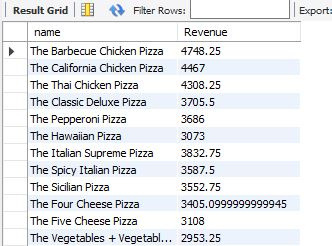 Result Grid Filter Rows: Export:
name Revenue
The Barbecue Chicken Pizza 4748.25
The California Chicken Pizza 4467
The Thai Chicken Pizza 4308.25
The Classic Deluxe Pizza 3705.5
The Pepperoni Pizza 3686
The Hawaiian Pizza 3073
The Italian Supreme Pizza 3832.75
The Spicy Italian Pizza 3587.5
The Sicilian Pizza 3552.75
The Four Cheese Pizza 3405.0999999999945
The Five Cheese Pizza 3108
The Vegetables + Vegetabl... 2953.25